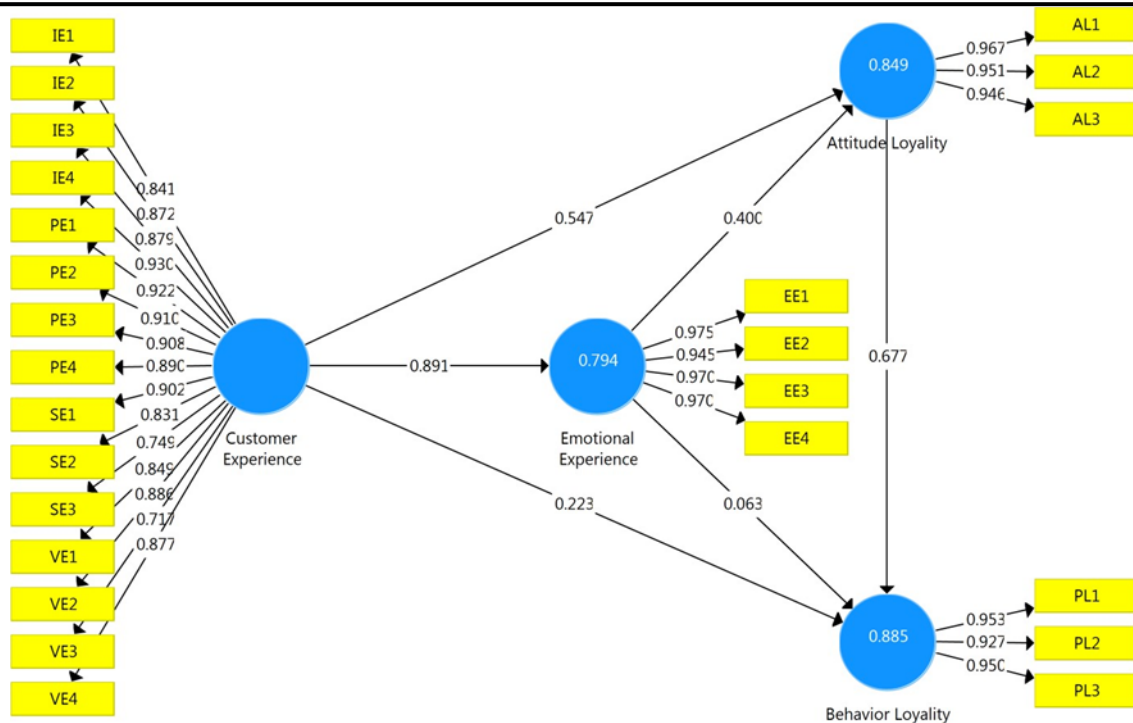 IE1
IE2
IE3
IE4
PE1
PE2
PE3
PE4
SE1
SE2
SE3
VE1
VE2
VE3
VE4
0.841
0.872
0.879
0.930
0.922
0.910
0.908
0.890
0.902
0.831
0.749
0.849
0.886
0.717
0.877
Customer
Experience
0.547
0.891
0.223
0.794
Emotional
Experience
0.400
0.063
0.975
0.945
0.970
0.970
EE1
EE2
EE3
EE4
0.849
Attitude Loyality
0.967
0.951
0.946
AL1
AL2
AL3
0.677
0.885
Behavior Loyality
0.953
0.927
0.950
PL1
PL2
PL3